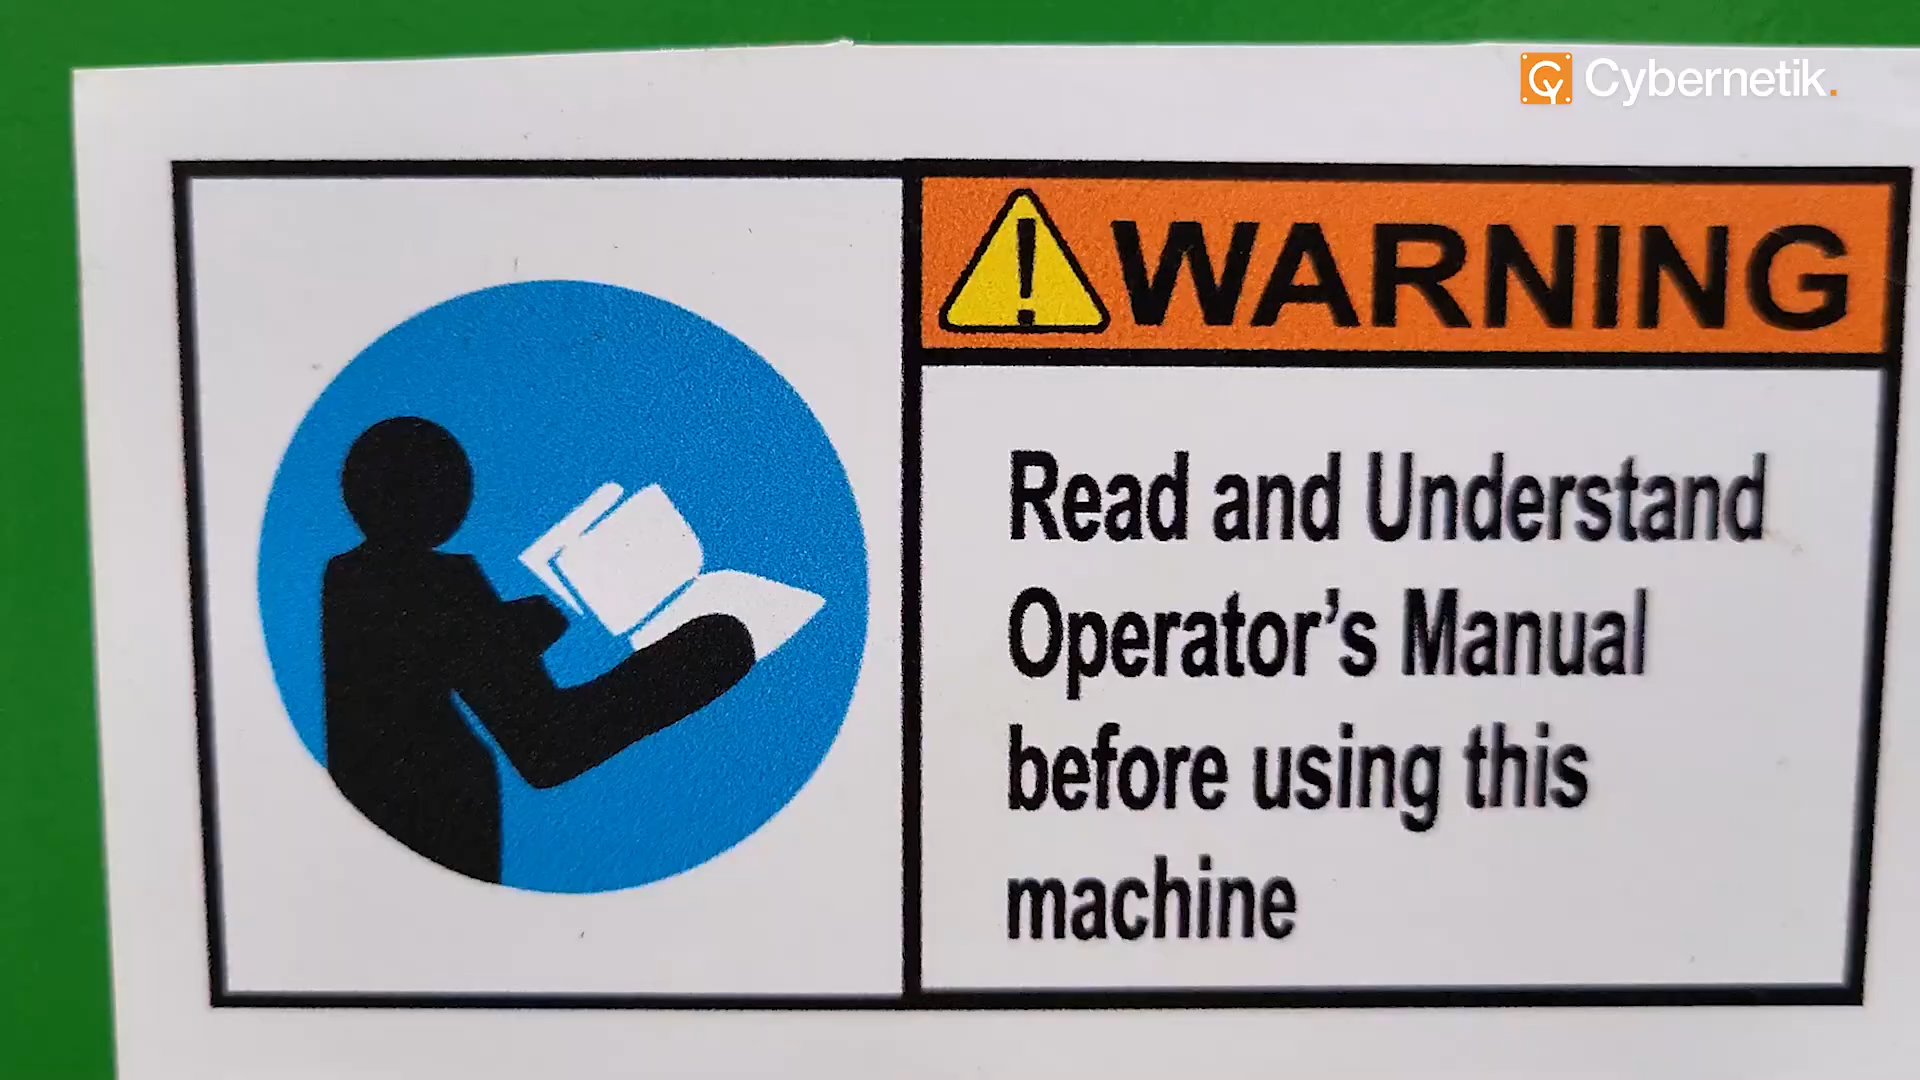 Cybernetik.
WARNING
Read and Understand
Operator's Manual
before using this
machine